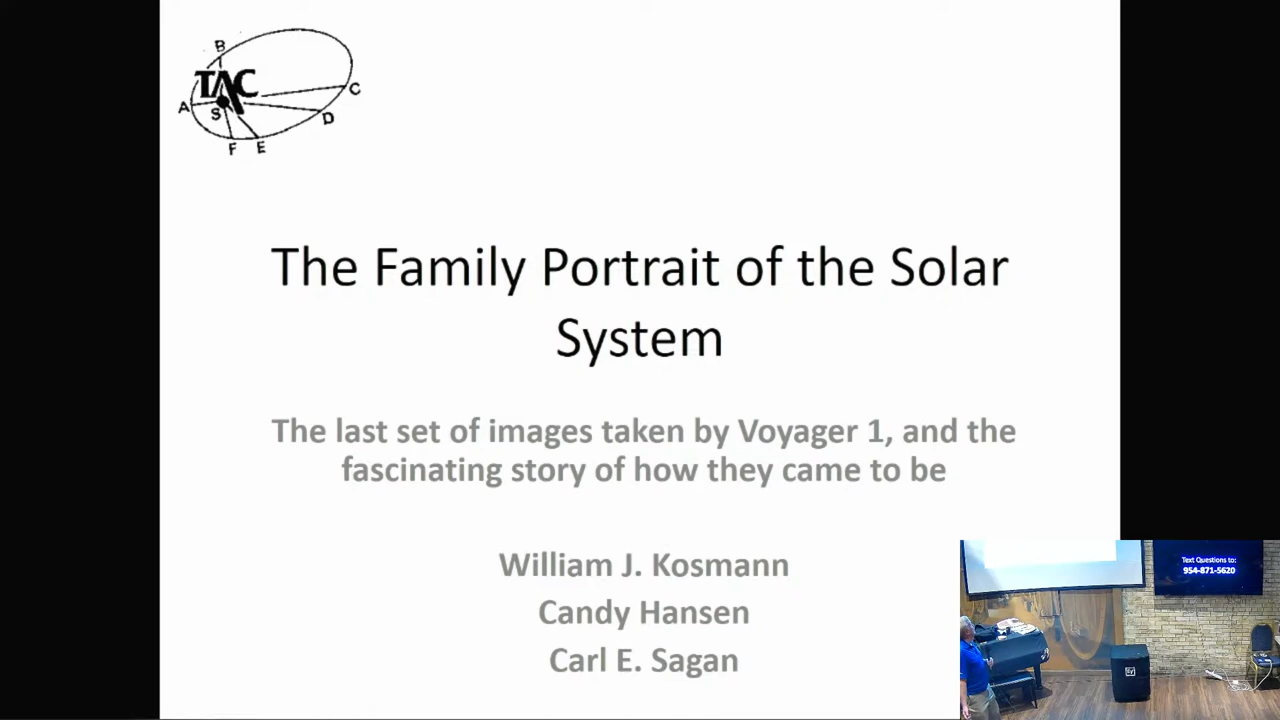 B
TAC
A
S
C
D
F E
The Family Portrait of the Solar
System
The last set of images taken by Voyager 1, and the
fascinating story of how they came to be
William J. Kosmann
Candy Hansen
Carl E. Sagan
Text Questions to:
954-871-5620
EV